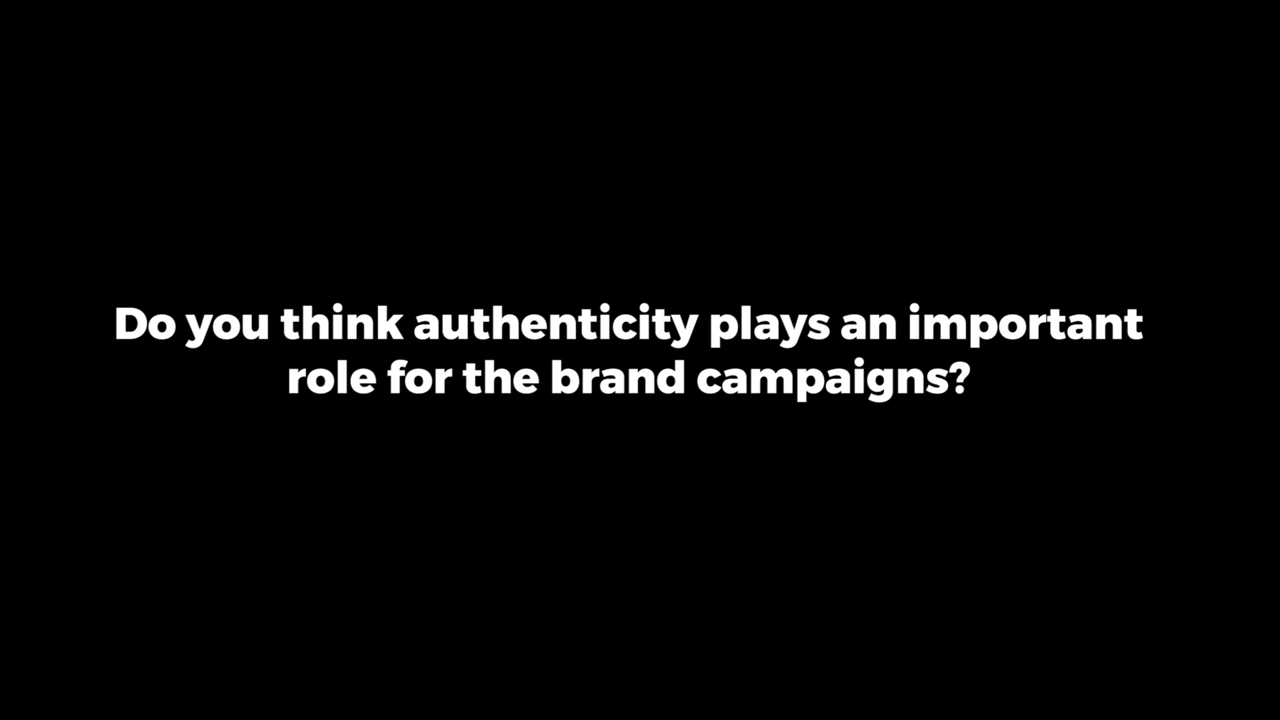 Do you think authenticity plays an important
role for the brand campaigns?